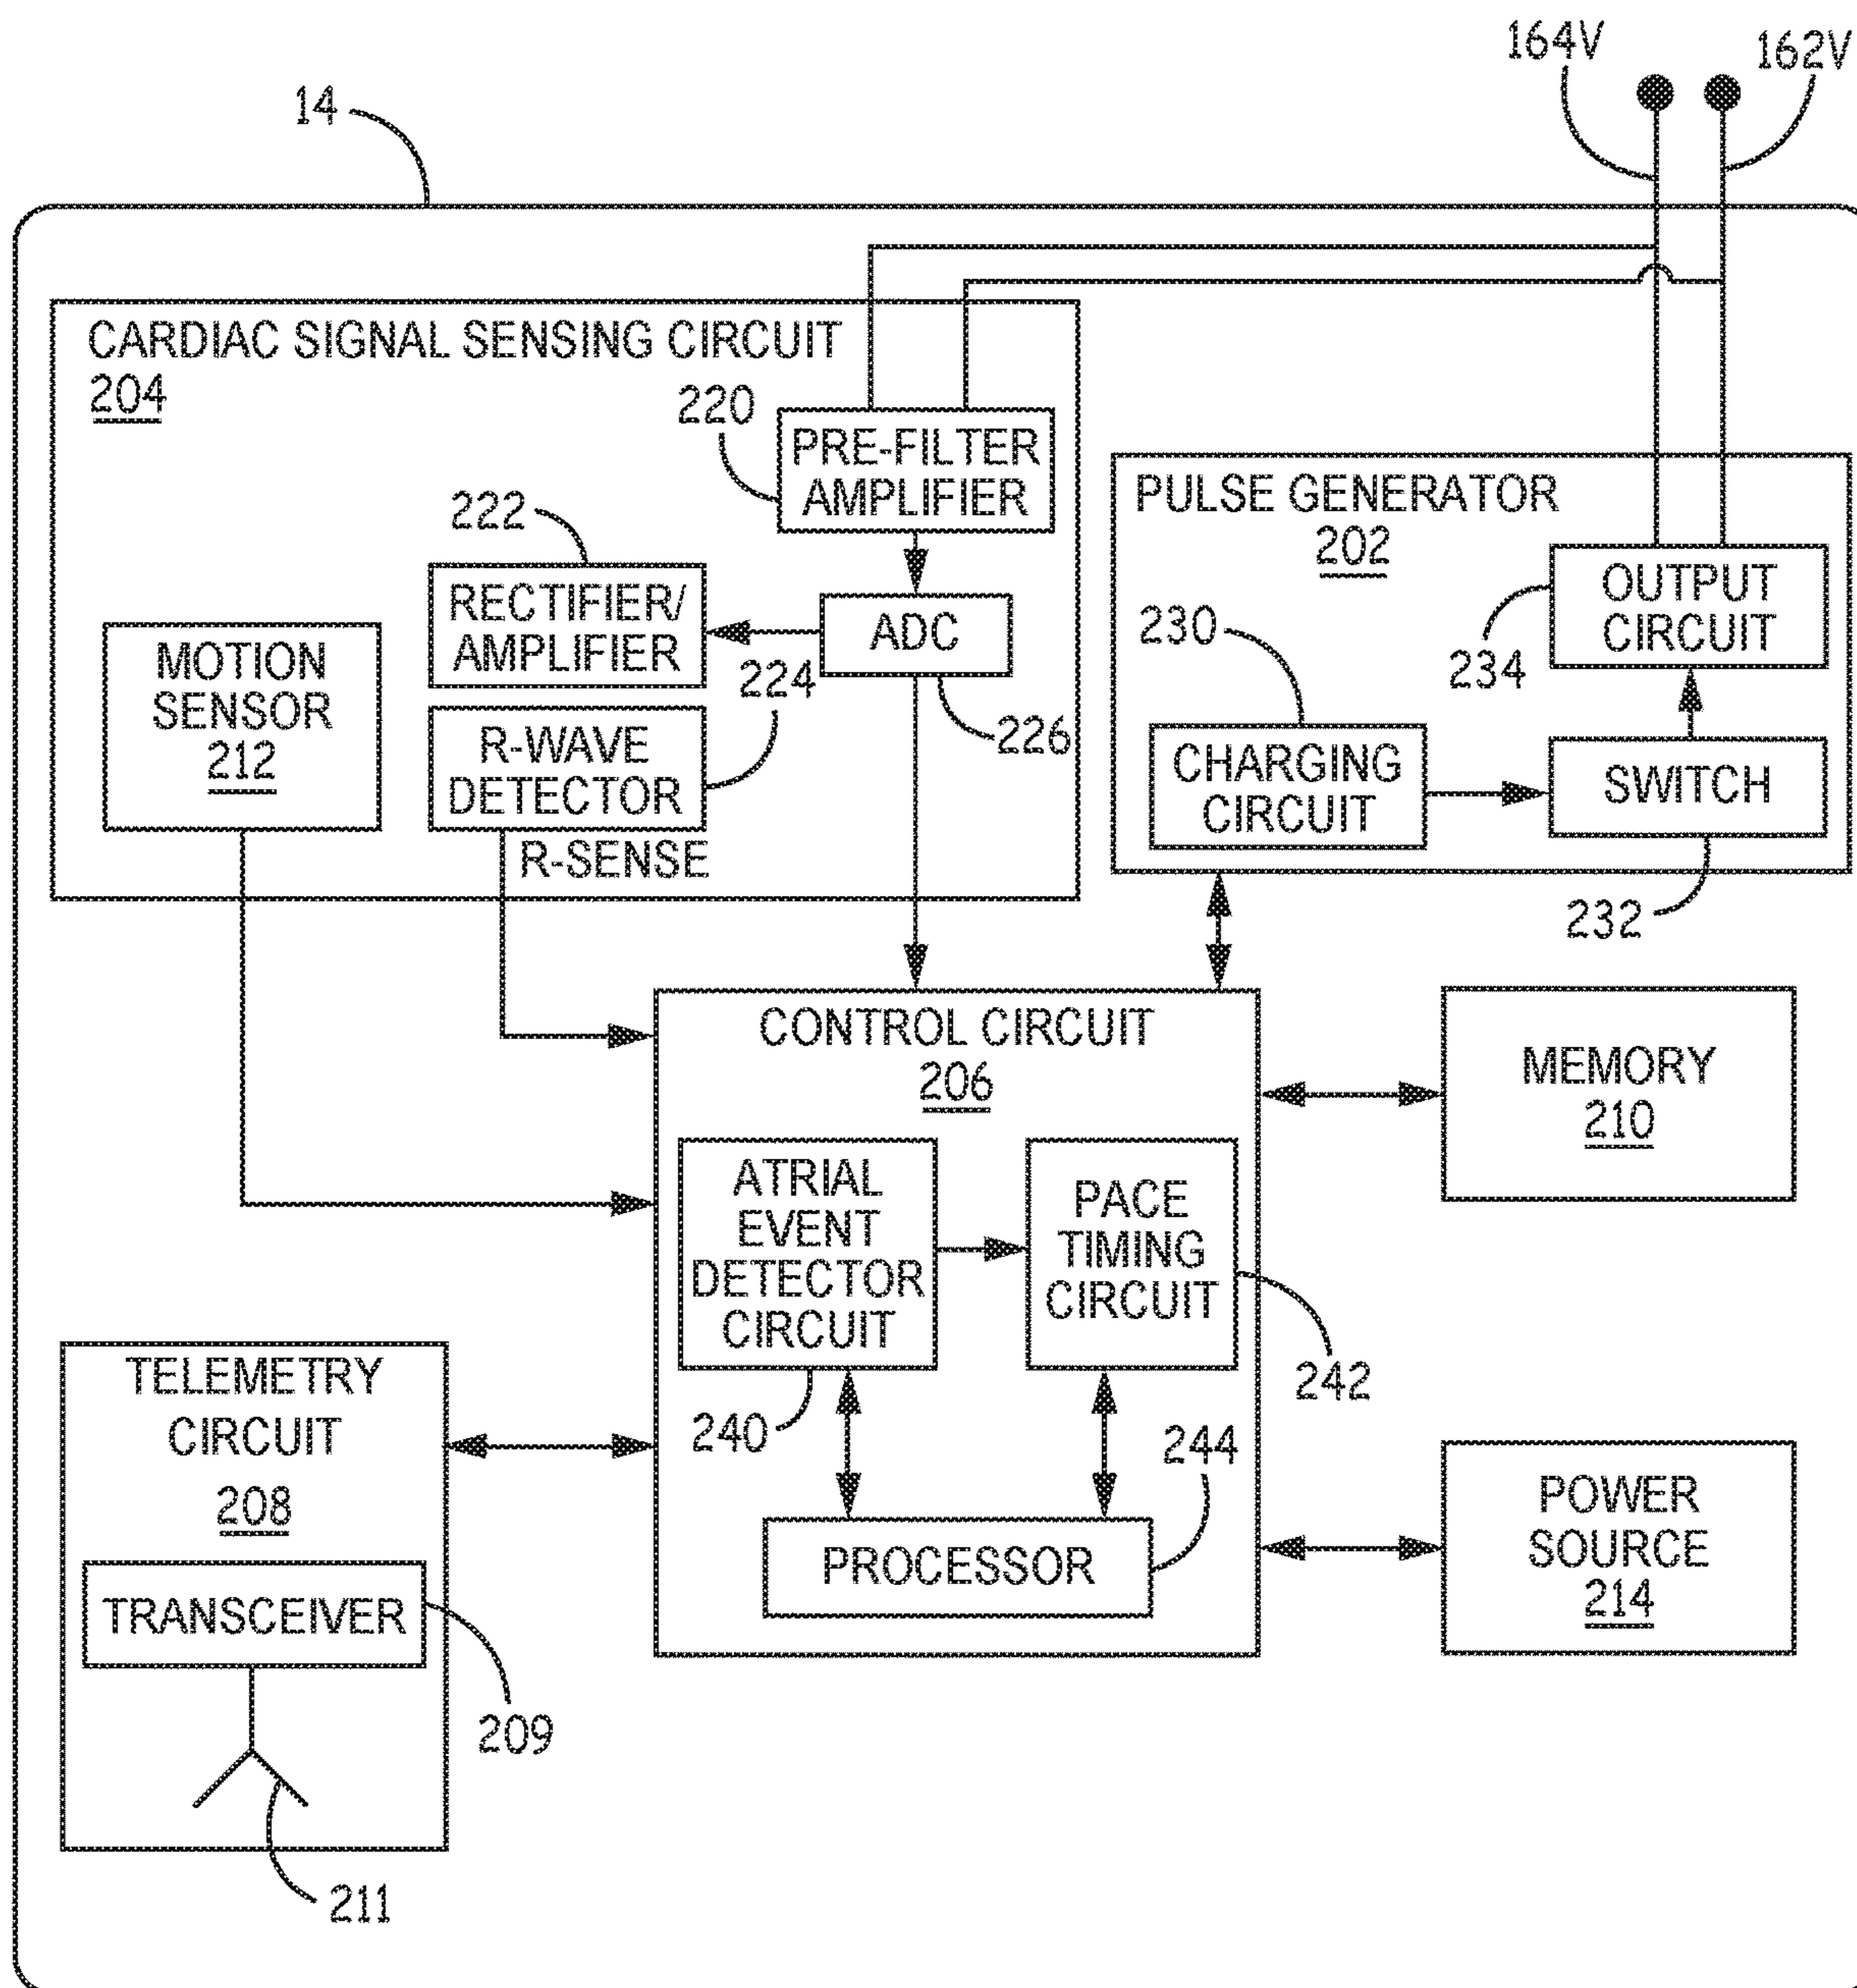 164V
162V
14
CARDIAC SIGNAL SENSING CIRCUIT
204
220
PRE-FILTER
AMPLIFIER
222
RECTIFIER/
AMPLIFIER
ADC
224
226
MOTION
SENSOR
212
R-WAVE
DETECTOR
R-SENSE
PULSE GENERATOR
202
OUTPUT
CIRCUIT
234
230
CHARGING
CIRCUIT
SWITCH
232
CONTROL CIRCUIT
206
ATRIAL
EVENT
DETECTOR
CIRCUIT
240
PACE
TIMING
CIRCUIT
242
244
PROCESSOR
MEMORY
210
TELEMETRY
CIRCUIT
208
TRANSCEIVER
209
211
POWER
SOURCE
214